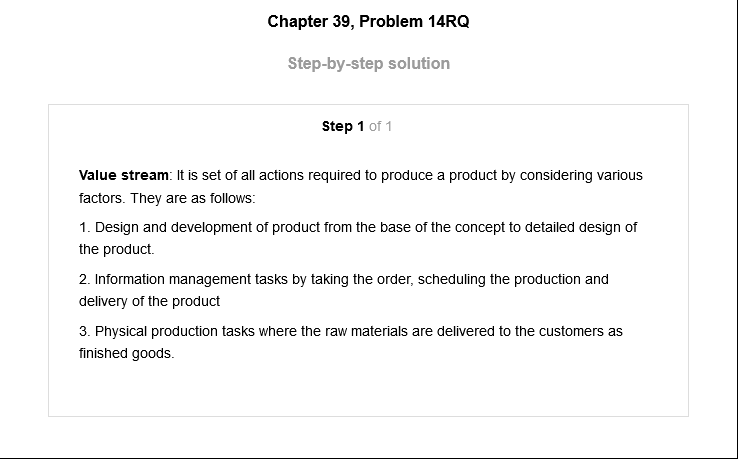 Chapter 39, Problem 14RQ
Step-by-step solution
Step 1 of 1
Value stream: It is set of all actions required to produce a product by considering various
factors. They are as follows:
1. Design and development of product from the base of the concept to detailed design of
the product.
2. Information management tasks by taking the order, scheduling the production and
delivery of the product
3. Physical production tasks where the raw materials are delivered to the customers as
finished goods.